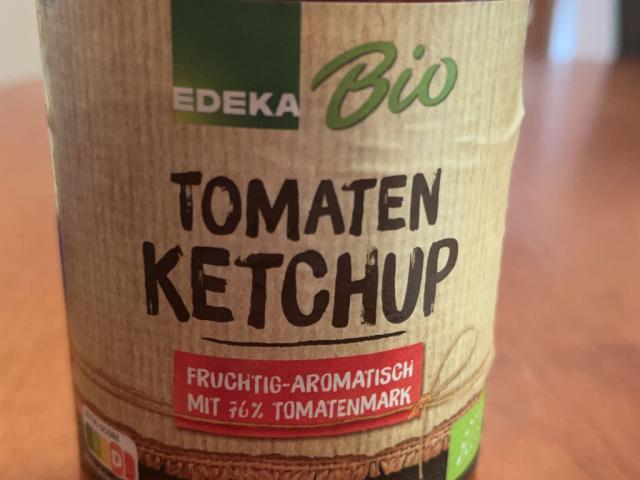 EDEKA Bio
TOMATEN
KETCHUP
FRUCHTIG-AROMATISCH
MIT 76% TOMATENMARK
D